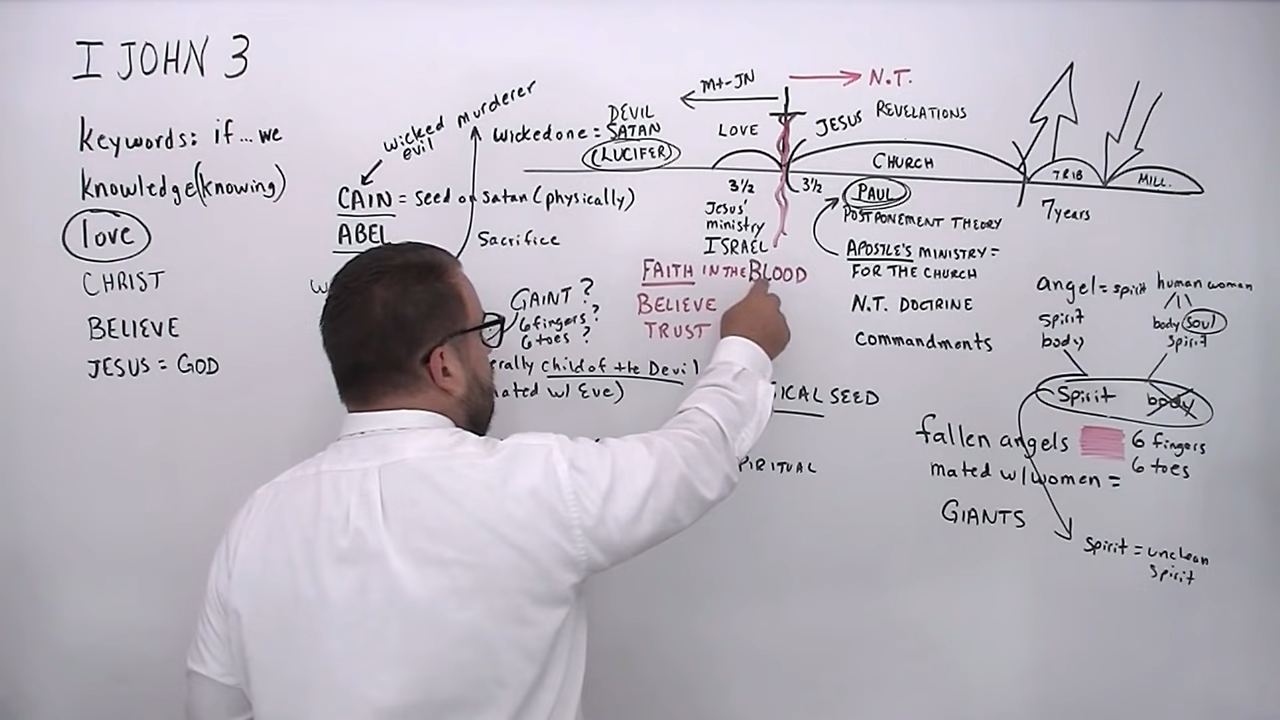 I JOHN 3
Keywords: if...we
Knowledge(knowing)
love
CHRIST
BELIEVE
JESUS = GOD
wicked murderer
evil
CAIN = seed of satan (physically)
ABEL
Sacrifice
W
GAINT ?
6 fingers ?
6 toes ?
erally Child of the Devil
ated w/ Eve)
ICAL SEED
PIRITUAL
DEVIL
wicked one = SATAN
(LUCIFER)
Mt-JN
N.T.
LOVE
JESUS REVELATIONS
CHURCH
TRIB
MILL.
3½
3½
7 years
Jesus'
ministry
ISRAEL
FAITH IN THE BLOOD
BELIEVE
TRUST
PAUL
POSTPONEMENT THEORY
APOSTLE'S MINISTRY =
FOR THE CHURCH
N.T. DOCTRINE
Commandments
angel = spirit
human woman
spirit
body
body soul
spirit
Spirit
body
fallen angels
6 fingers
6 toes
mated w/women =
GIANTS
Spirit = unclean
Spirit